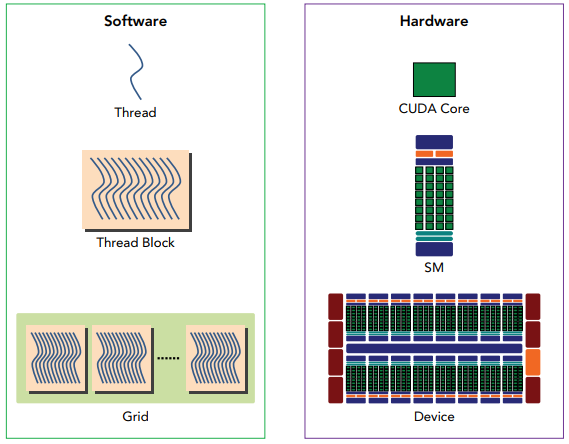 Software
Thread
Thread Block
......
Grid
Hardware
CUDA Core
SM
Device